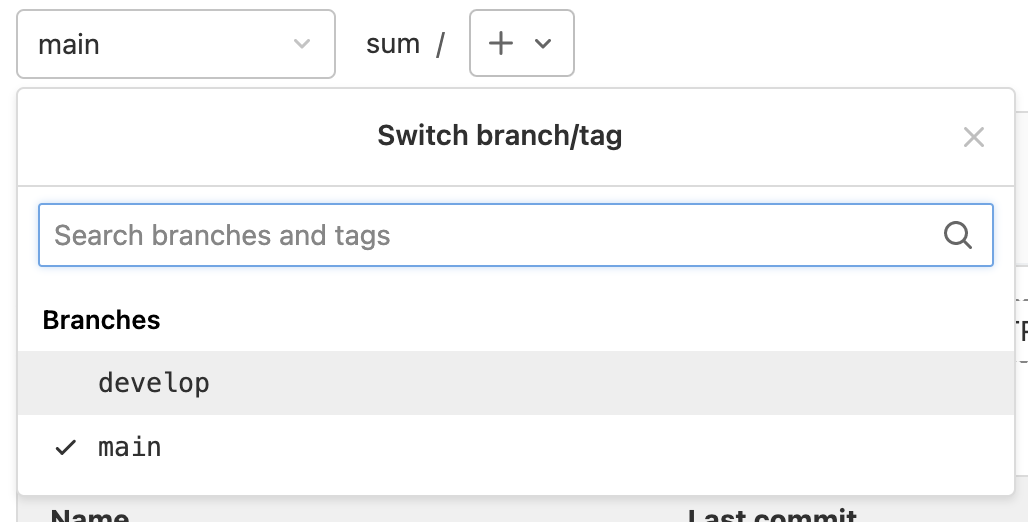 main sum / +
Switch branch/tag
Search branches and tags
Branches
develop
main
Name Last commit